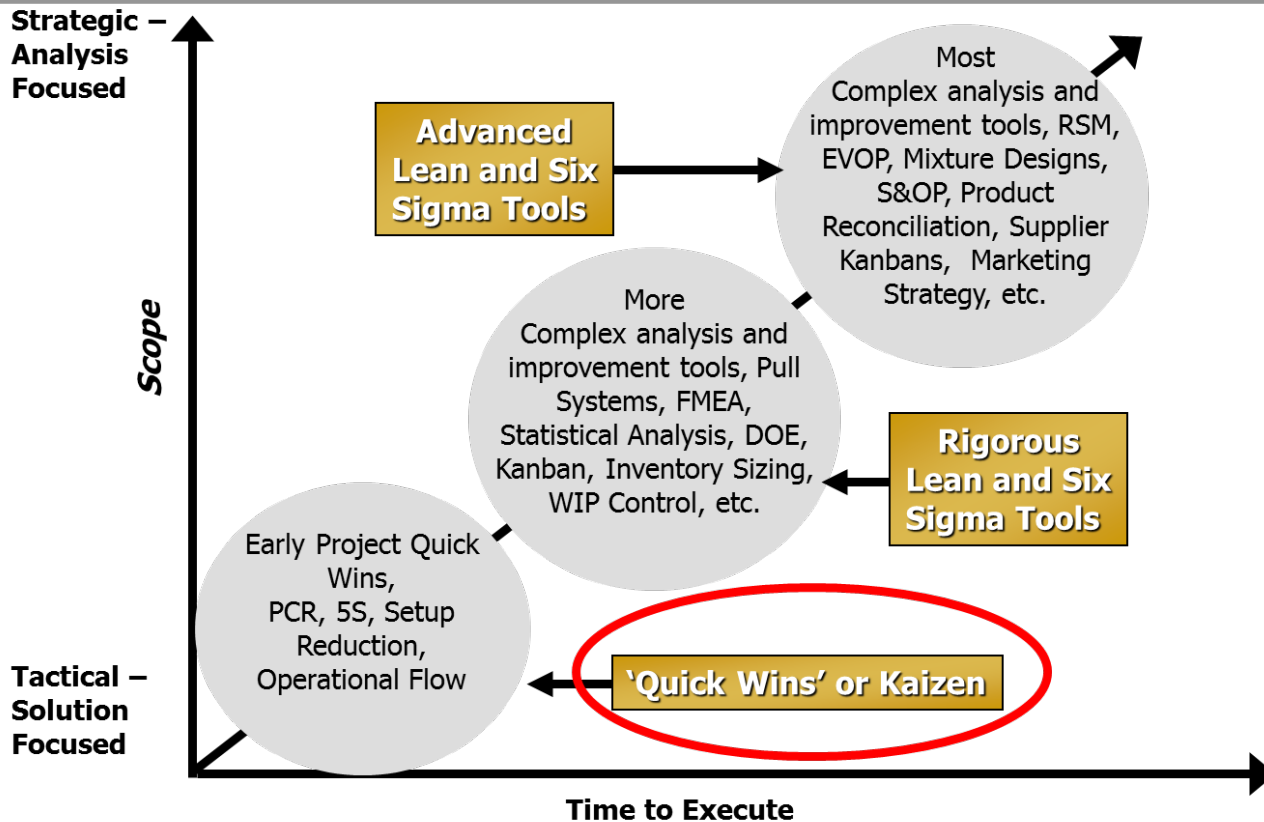 Strategic –
Analysis
Focused
Most
Complex analysis and
improvement tools, RSM,
EVOP, Mixture Designs,
S&OP, Product
Reconciliation, Supplier
Kanbans, Marketing
Strategy, etc.
Advanced
Lean and Six
Sigma Tools
Scope
More
Complex analysis and
improvement tools, Pull
Systems, FMEA,
Statistical Analysis, DOE,
Kanban, Inventory Sizing,
WIP Control, etc.
Rigorous
Lean and Six
Sigma Tools
Early Project Quick
Wins,
PCR, 5S, Setup
Reduction,
Operational Flow
‘Quick Wins’ or Kaizen
Tactical –
Solution
Focused
Time to Execute